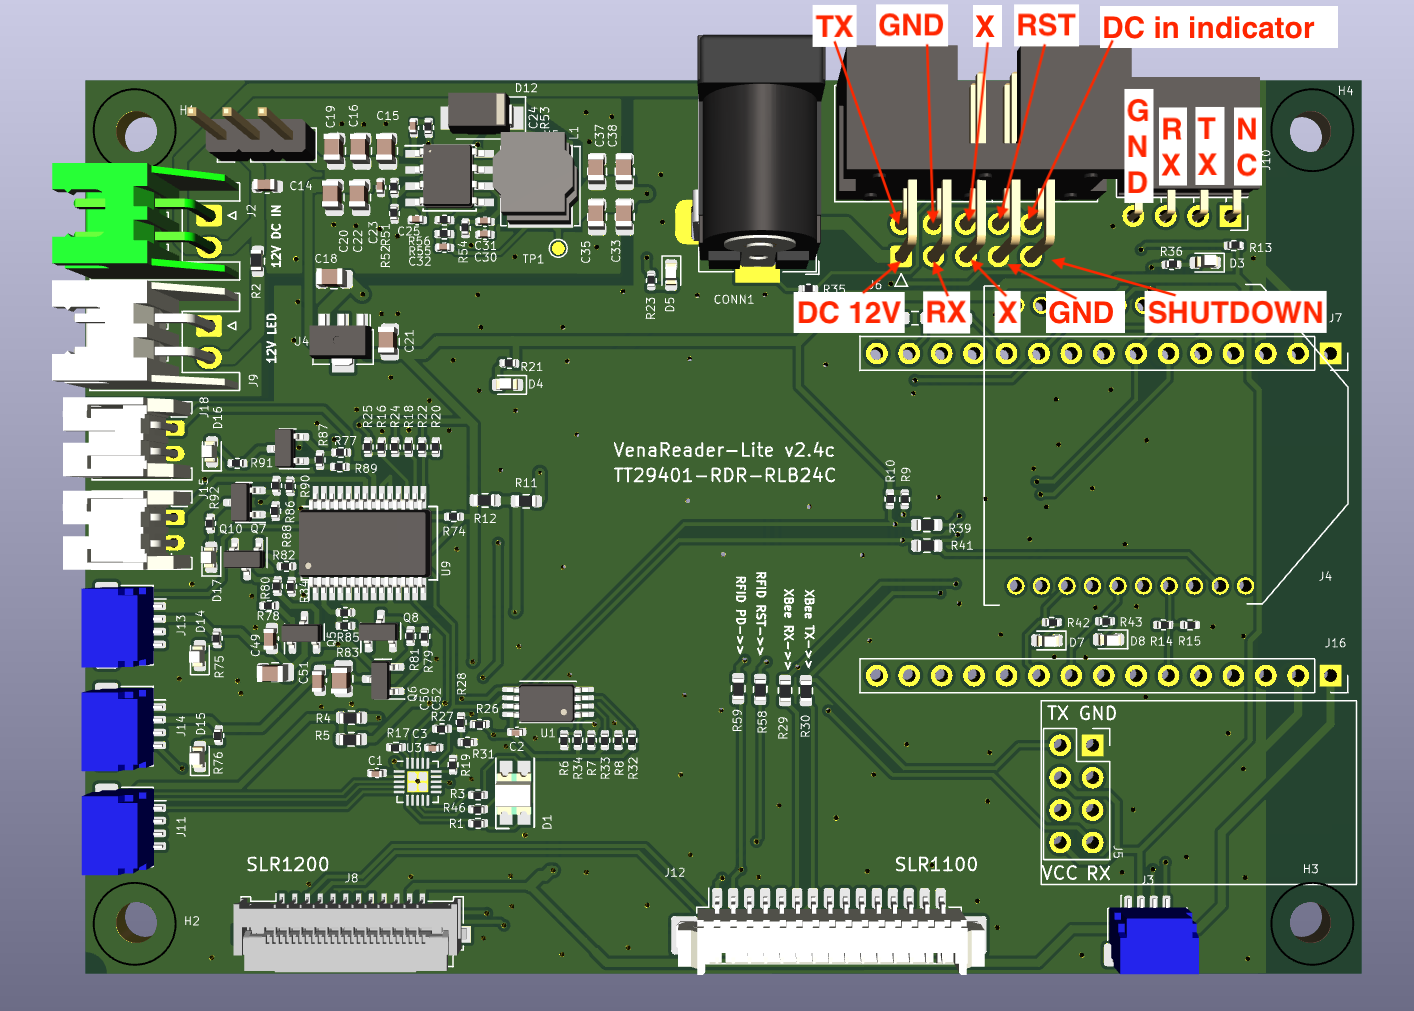 TX
GND
X
RST
DC in indicator
GND
RX
TX
NC
H4
J10
D12
C19
C16
C15
C24
R53
L1
C37
C38
C14
J2
12V DC IN
C20
C22
C23
R52
R51
C25
R56
R55
C32
R54
C31
C30
C35
C33
TP1
C18
R2
CONN1
R23
D5
R35
J6
R36
R13
D3
DC 12V
RX
X
GND
SHUTDOWN
J7
12V LED
J9
J4
C21
R21
D4
J18
D16
R25
R16
R24
R18
R22
R20
R87
R77
R91
R89
VenaReader-Lite v2.4c
TT29401-RDR-RLB24C
J15
R92
R90
R86
R88
Q10
Q7
R82
R74
R12
R11
R10
R9
R39
R41
U9
D17
R80
R34
R78
C49
Q5
R85
R83
Q8
R81
R79
J13
D14
R75
C51
Q6
C50
C52
R28
RFID PD->>
RFID RST->>
XBee RX->>
XBee TX->>
J4
R42
D7
R43
D8
R14
R15
J16
J14
D15
R76
R4
R5
R17
C3
U3
R27
R26
R31
R19
C1
C2
U1
R6
R34
R7
R33
R8
R32
R59
R58
R29
R30
TX GND
J11
R3
R46
R1
D1
J5
VCC RX
SLR1200
SLR1100
J8
J12
J3
H3
H2